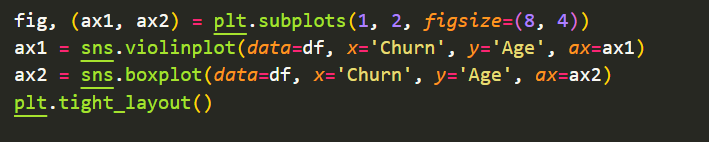 fig, (ax1, ax2) = plt.subplots(1, 2, figsize=(8, 4))
ax1 = sns.violinplot(data=df, x='Churn', y='Age', ax=ax1)
ax2 = sns.boxplot(data=df, x='Churn', y='Age', ax=ax2)
plt.tight_layout()